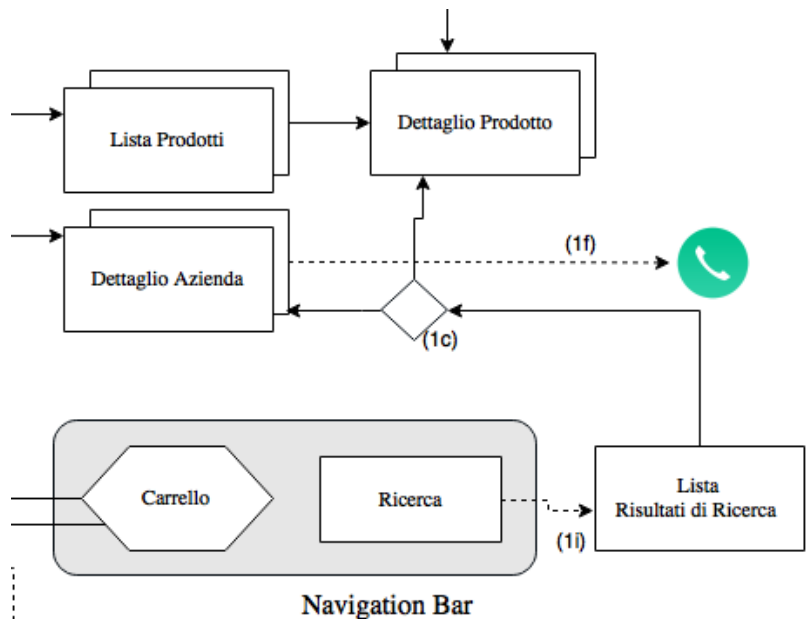 Lista Prodotti
Dettaglio Prodotto
Dettaglio Azienda
(1f)
(1c)
Carrello
Ricerca
(1i)
Lista
Risultati di Ricerca
Navigation Bar